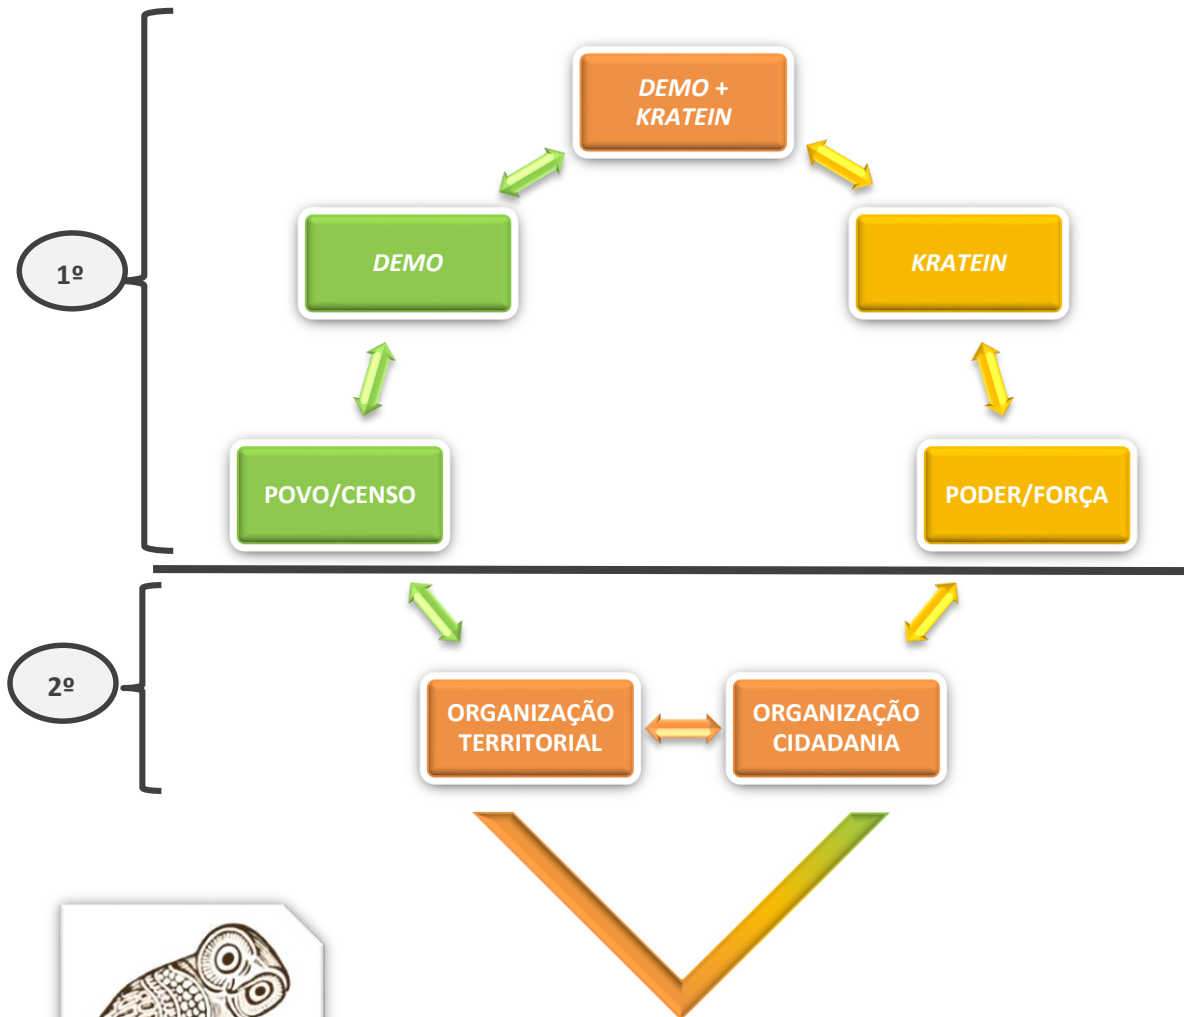 DEMO +
KRATEIN
1º
DEMO
KRATEIN
POVO/CENSO
PODER/FORÇA
2º
ORGANIZAÇÃO
TERRITORIAL
ORGANIZAÇÃO
CIDADANIA